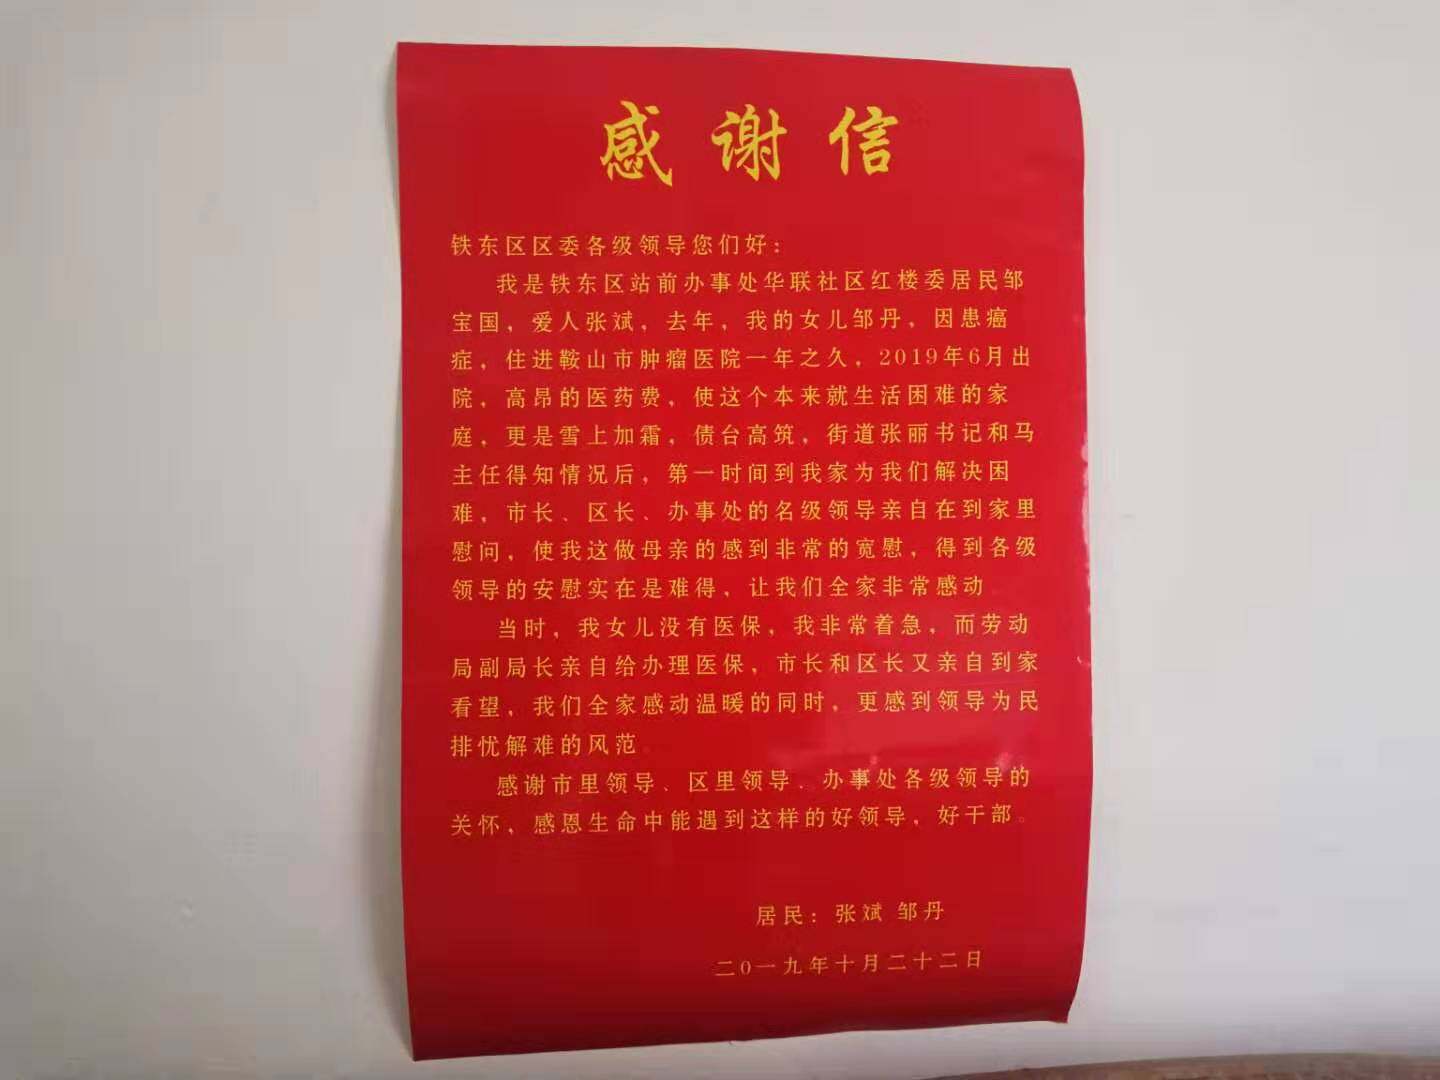 感谢信
铁东区区委各级领导您们好：
我是铁东区站前办事处华联社区红楼委居民邹
宝国，爱人张斌，去年，我的女儿邹丹，因患癌
症，住进鞍山市肿瘤医院一年之久，2019年6月出
院，高昂的医药费，使这个本来就生活困难的家
庭，更是雪上加霜，债台高筑，街道张丽书记和马
主任得知情况后，第一时间到我家为我们解决困
难，市长、区长、办事处的名级领导亲自在到家里
慰问，使我这做母亲的感到非常的宽慰，得到各级
领导的安慰实在是难得，让我们全家非常感动.
当时，我女儿没有医保，我非常着急，而劳动
局副局长亲自给办理医保，市长和区长又亲自到家
看望，我们全家感动温暖的同时，更感到领导为民
排忧解难的风范.
感谢市里领导、区里领导、办事处各级领导的
关怀，感恩生命中能遇到这样的好领导，好干部。
居民：张斌 邹丹
二0一九年十月二十二日